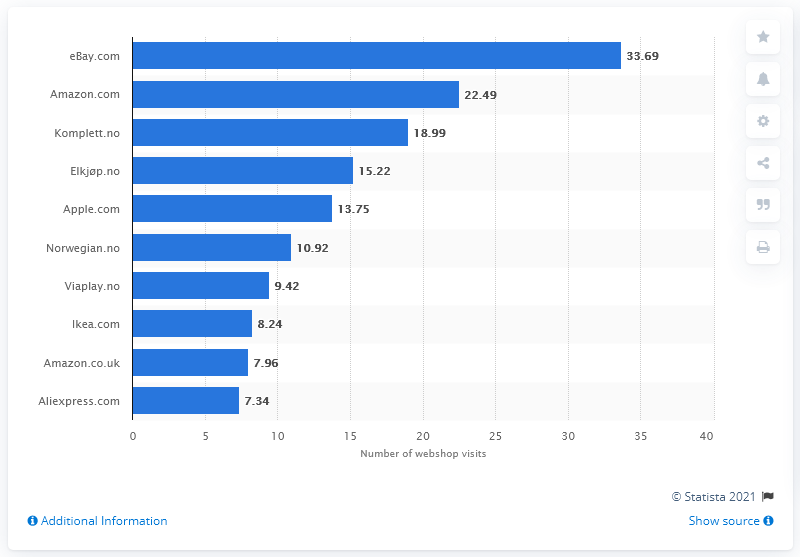 eBay.com 33.69
Amazon.com 22.49
Komplett.no 18.99
Elkjøp.no 15.22
Apple.com 13.75
Norwegian.no 10.92
Viaplay.no 9.42
Ikea.com 8.24
Amazon.co.uk 7.96
Aliexpress.com 7.34
0 5 10 15 20 25 30 35 40
Number of webshop visits
© Statista 2021
Additional Information Show source